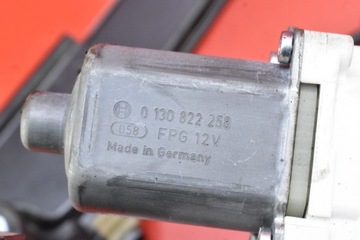 0 130 822 258
058 FPG 12V
Made in Germany